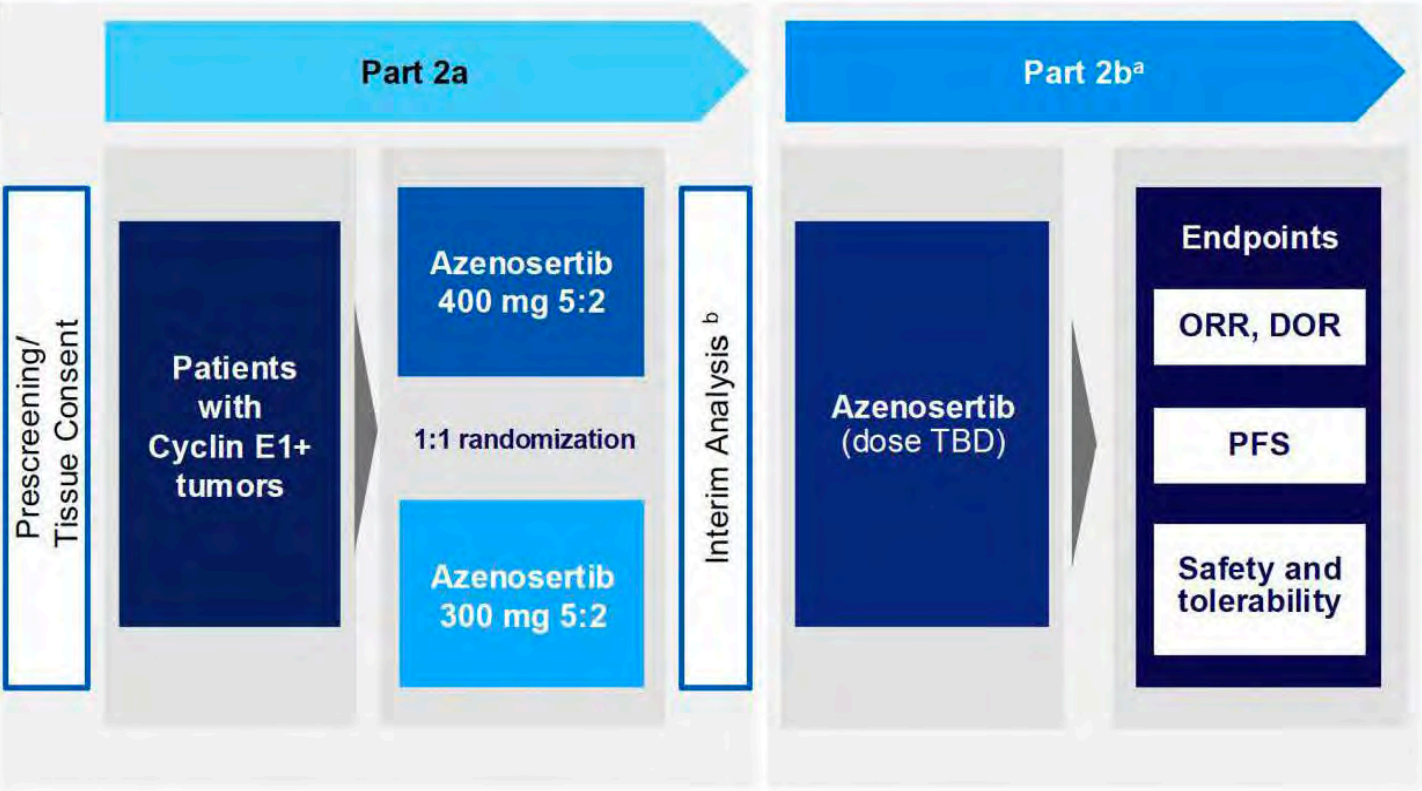 Part 2a
Part 2bᵃ
Prescreening/
Tissue Consent
Patients
with
Cyclin E1+
tumors
Azenosertib
400 mg 5:2
1:1 randomization
Azenosertib
300 mg 5:2
Interim Analysis ᵇ
Azenosertib
(dose TBD)
Endpoints
ORR, DOR
PFS
Safety and
tolerability